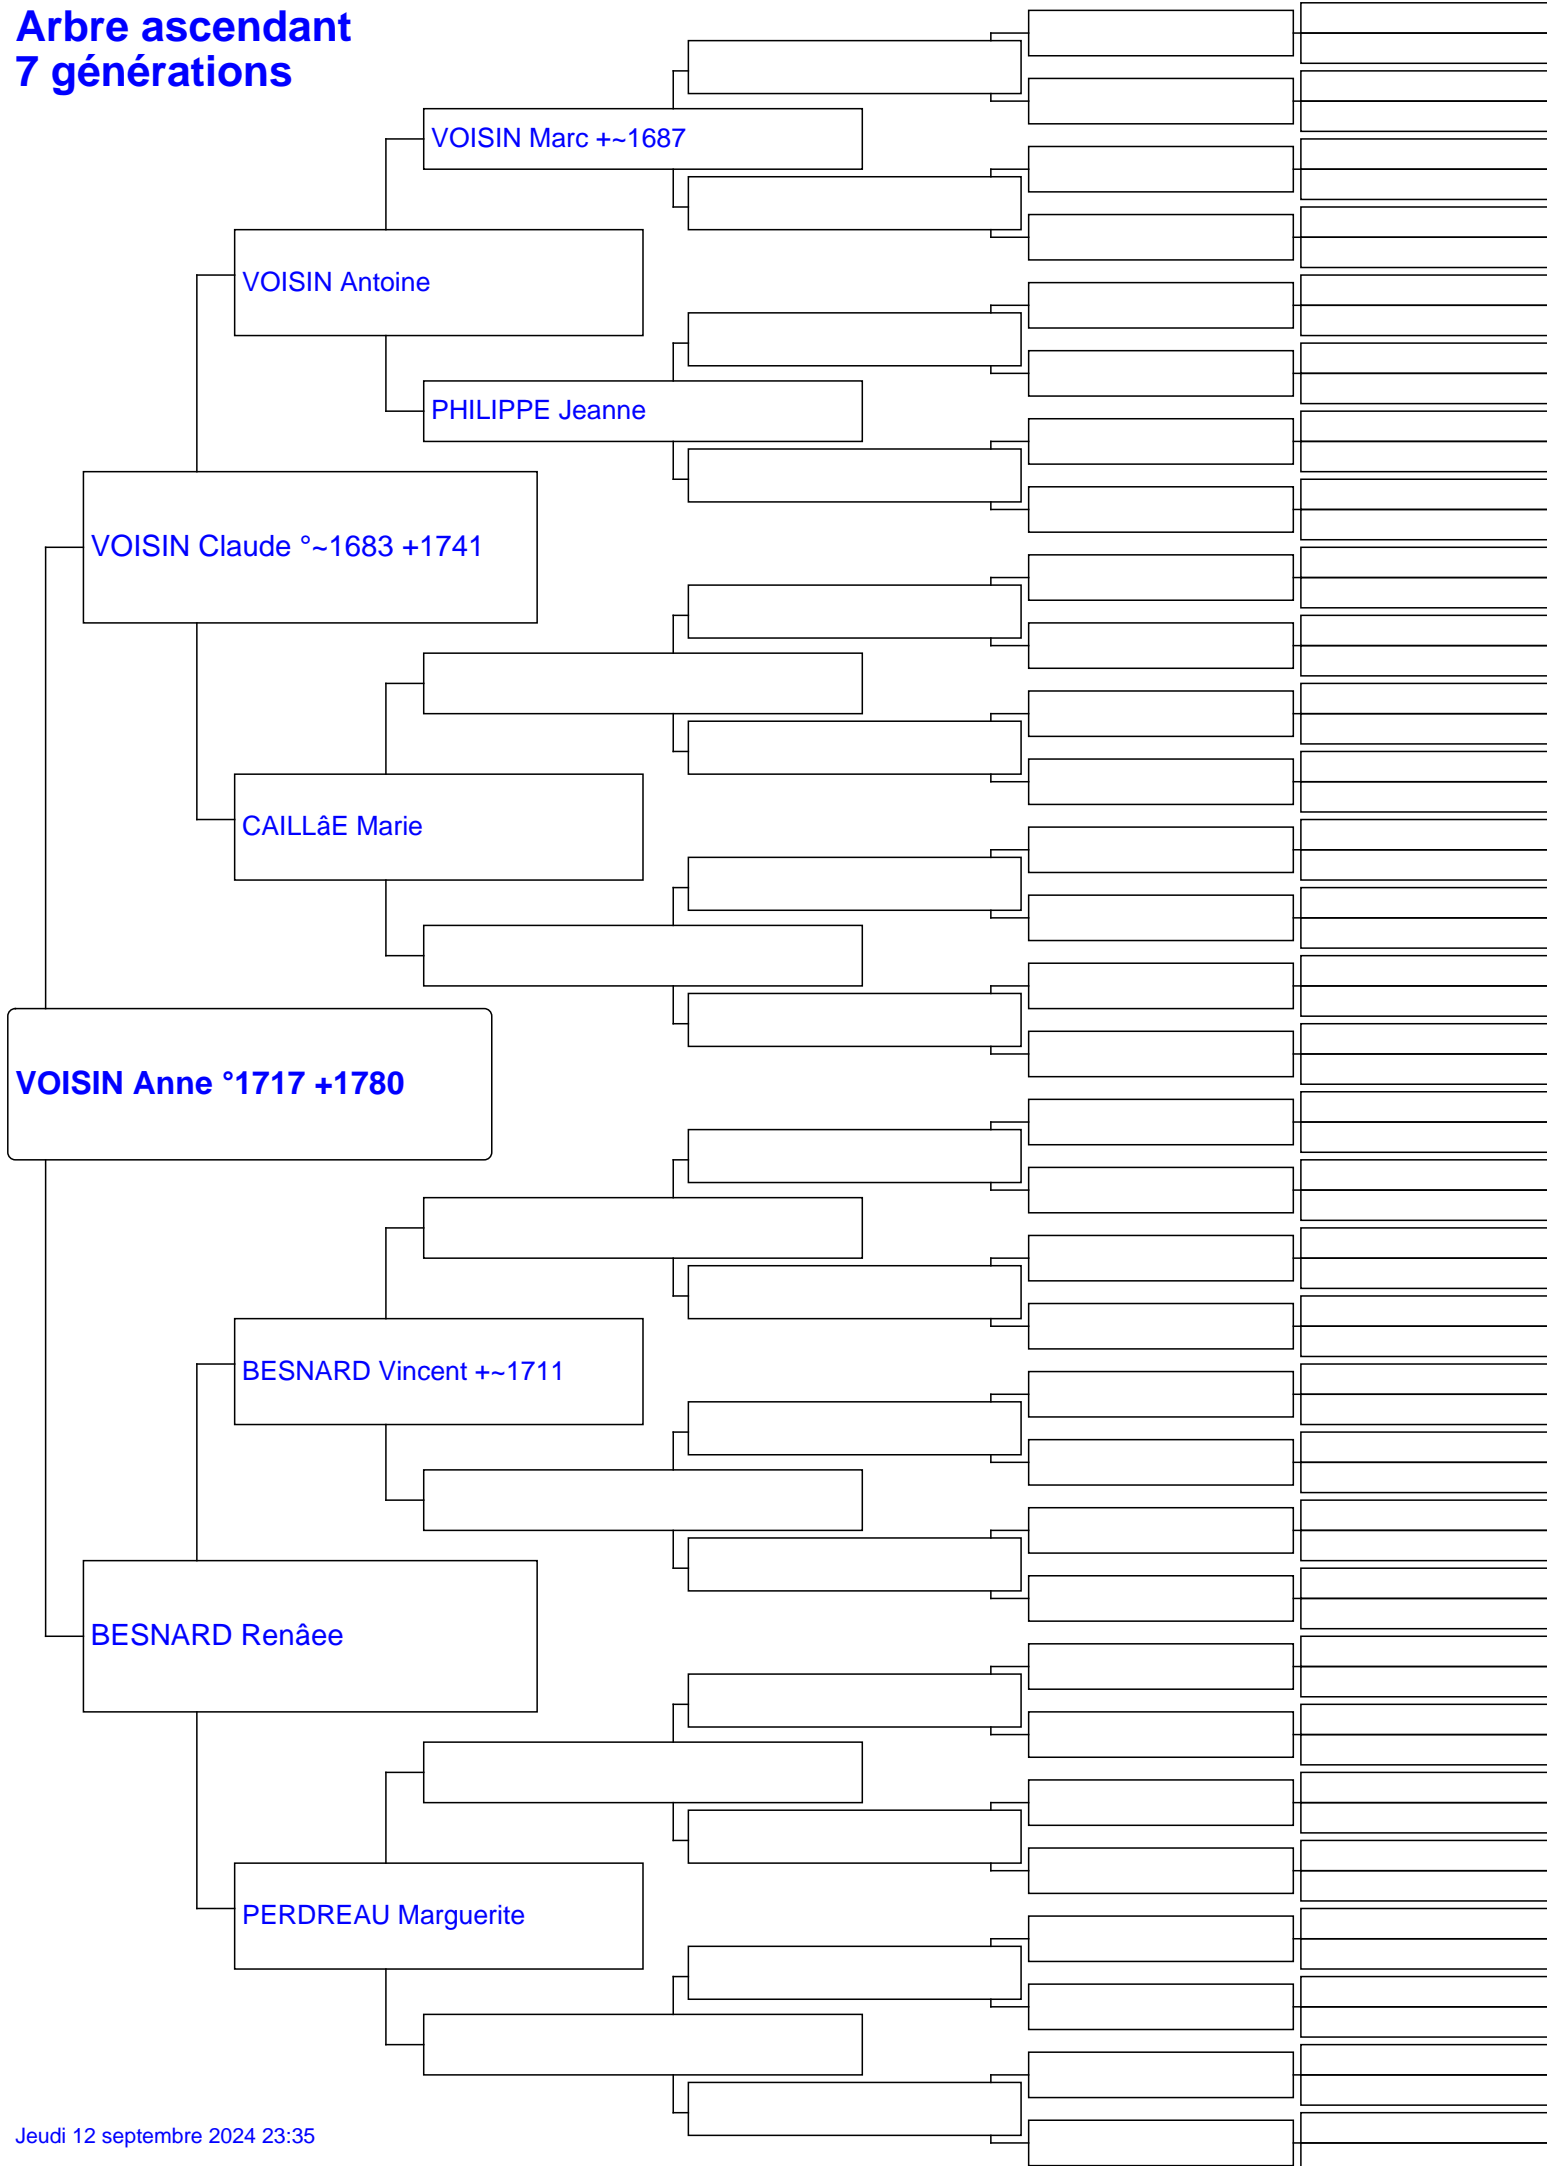 Arbre ascendant
7 générations
VOISIN Marc +~1687
VOISIN Antoine
PHILIPPE Jeanne
VOISIN Claude °~1683 +1741
CAILLâE Marie
VOISIN Anne °1717 +1780
BESNARD Vincent +~1711
BESNARD Renâee
PERDREAU Marguerite
Jeudi 12 septembre 2024 23:35